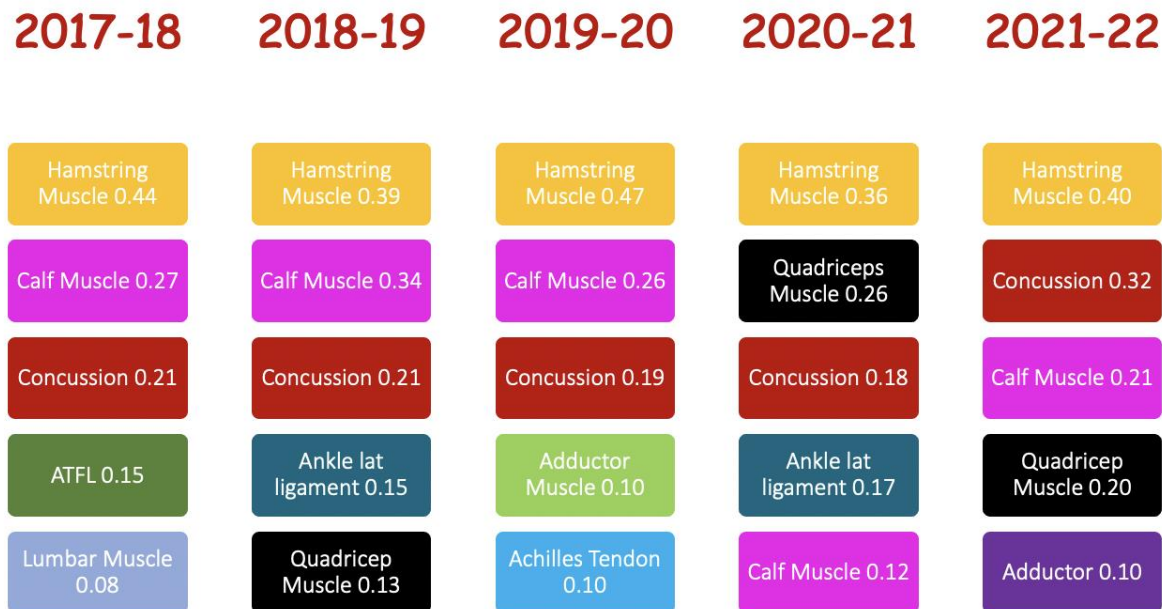 2017-18 2018-19 2019-20 2020-21 2021-22
Hamstring
Muscle 0.44
Hamstring
Muscle 0.39
Hamstring
Muscle 0.47
Hamstring
Muscle 0.36
Hamstring
Muscle 0.40
Calf Muscle 0.27
Calf Muscle 0.34
Calf Muscle 0.26
Quadriceps
Muscle 0.26
Concussion 0.32
Concussion 0.21
Concussion 0.21
Concussion 0.19
Concussion 0.18
Calf Muscle 0.21
ATFL 0.15
Ankle lat
ligament 0.15
Adductor
Muscle 0.10
Ankle lat
ligament 0.17
Quadricep
Muscle 0.20
Lumbar Muscle
0.08
Quadricep
Muscle 0.13
Achilles Tendon
0.10
Calf Muscle 0.12
Adductor 0.10